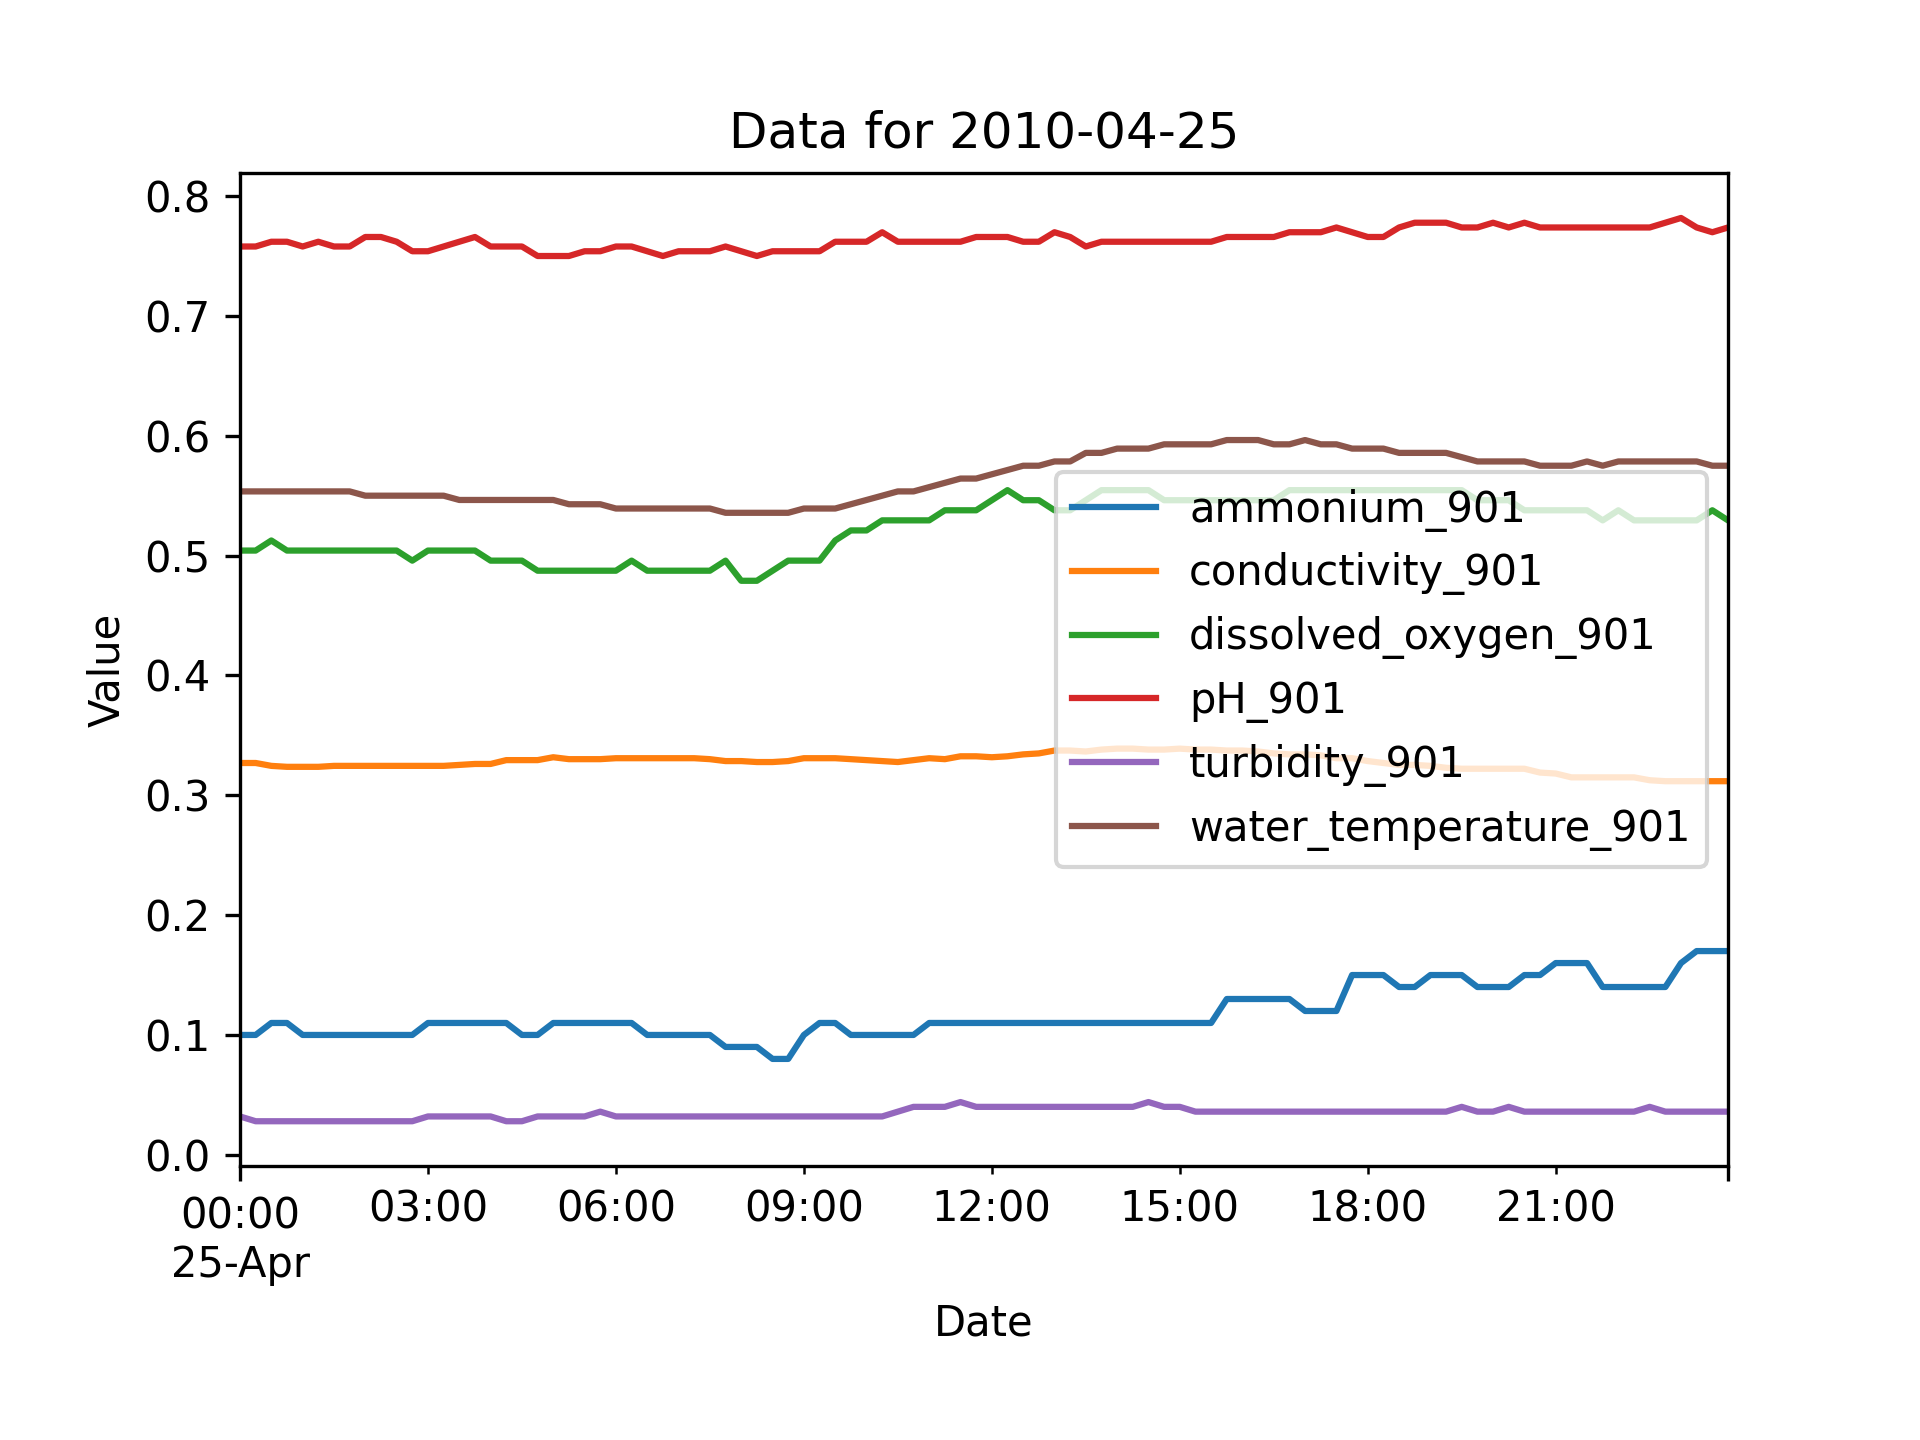 Data for 2010-04-25
Value
0.8
0.7
0.6
0.5
0.4
0.3
0.2
0.1
0.0
ammonium_901
conductivity_901
dissolved_oxygen_901
pH_901
turbidity_901
water_temperature_901
00:00 03:00 06:00 09:00 12:00 15:00 18:00 21:00
25-Apr
Date